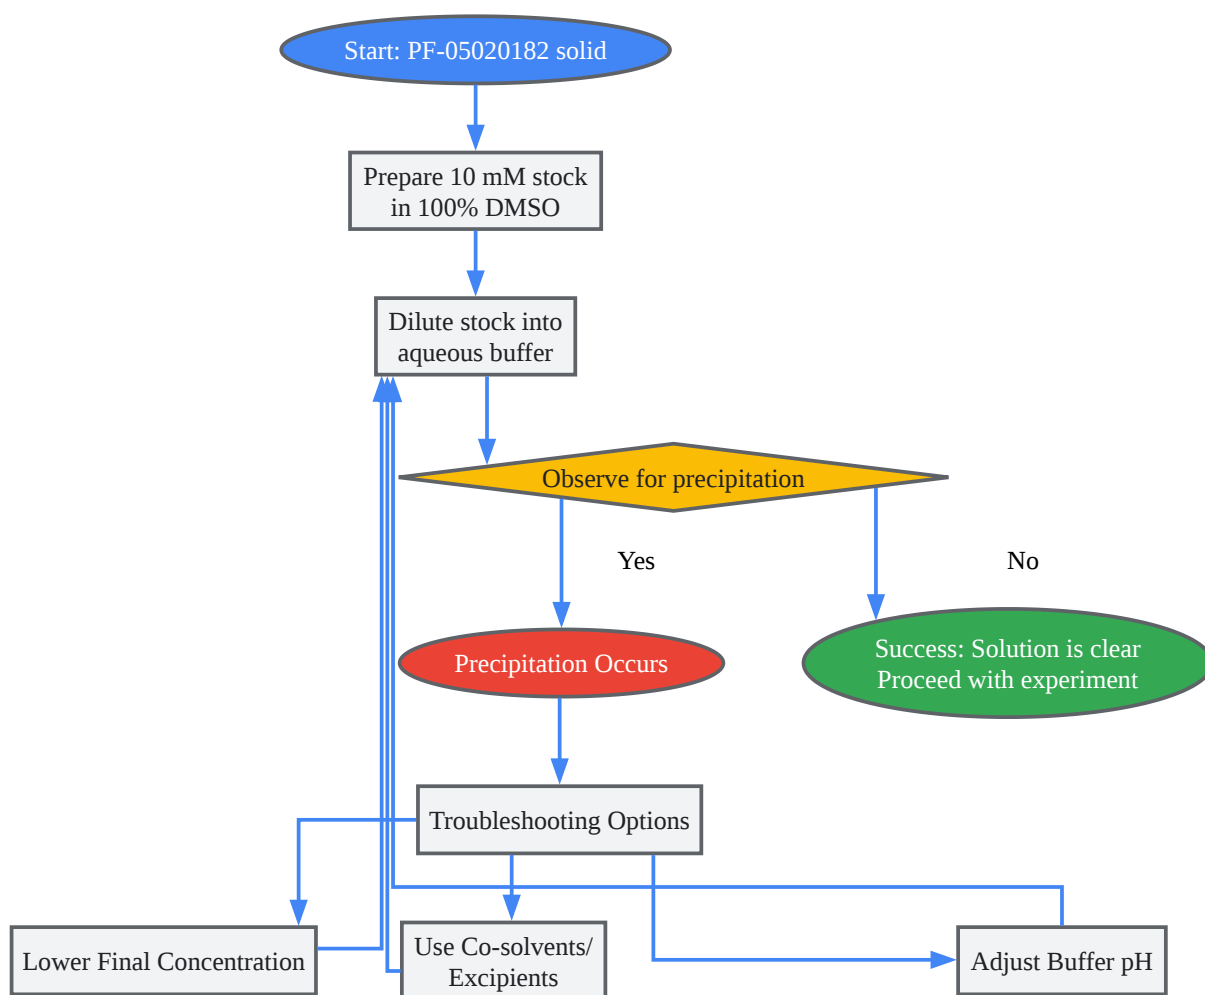 Start: PF-05020182 solid
Prepare 10 mM stock
in 100% DMSO
Dilute stock into
aqueous buffer
Observe for precipitation
Yes
No
Precipitation Occurs
Success: Solution is clear
Proceed with experiment
Troubleshooting Options
Lower Final Concentration
Use Co-solvents/
Excipients
Adjust Buffer pH